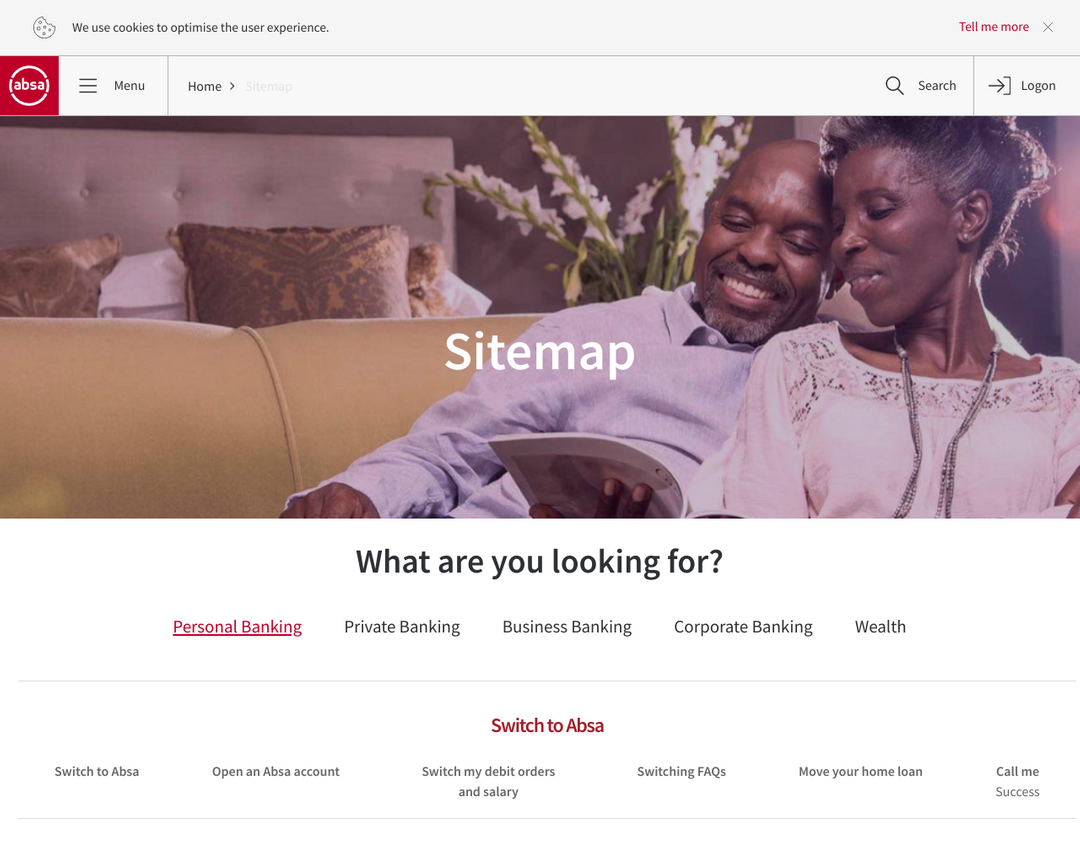 We use cookies to optimise the user experience.
Tell me more
absa
Menu
Home
Sitemap
Search
Logon
Sitemap
What are you looking for?
Personal Banking
Private Banking
Business Banking
Corporate Banking
Wealth
Switch to Absa
Switch to Absa
Open an Absa account
Switch my debit orders
and salary
Switching FAQs
Move your home loan
Call me
Success